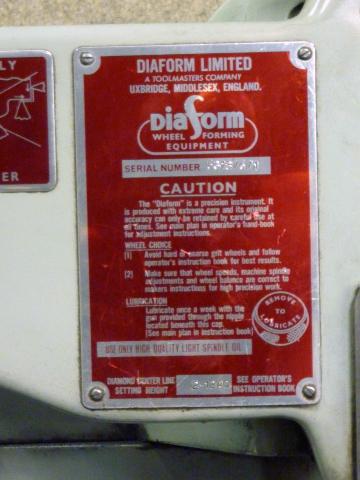 LY
ER
DIAFORM LIMITED
A TOOLMASTERS COMPANY
UXBRIDGE, MIDDLESEX, ENGLAND.
Diaform
WHEEL FORMING
EQUIPMENT
SERIAL NUMBER
CAUTION
The "Diaform" is a precision instrument. It
is produced with extreme care and its original
accuracy can only be retained by careful use at
all times. See main plan in operator's hand-book
for adjustment instructions.
WHEEL CHOICE
(1) Avoid hard or coarse grit wheels and follow
operator's instruction book for best results.
(2) Make sure that wheel speeds, machine spindle
adjustments and wheel balance are correct to
makers instructions for high precision work.
LUBRICATION
Lubricate once a week with the
gun provided through the nipple
located beneath this cap.
(See main plan in instruction book)
REMOVE
TO
LUBRICATE
USE ONLY HIGH QUALITY LIGHT SPINDLE OIL
DIAMOND CENTER LINE
SETTING HEIGHT
SEE OPERATOR'S
INSTRUCTION BOOK